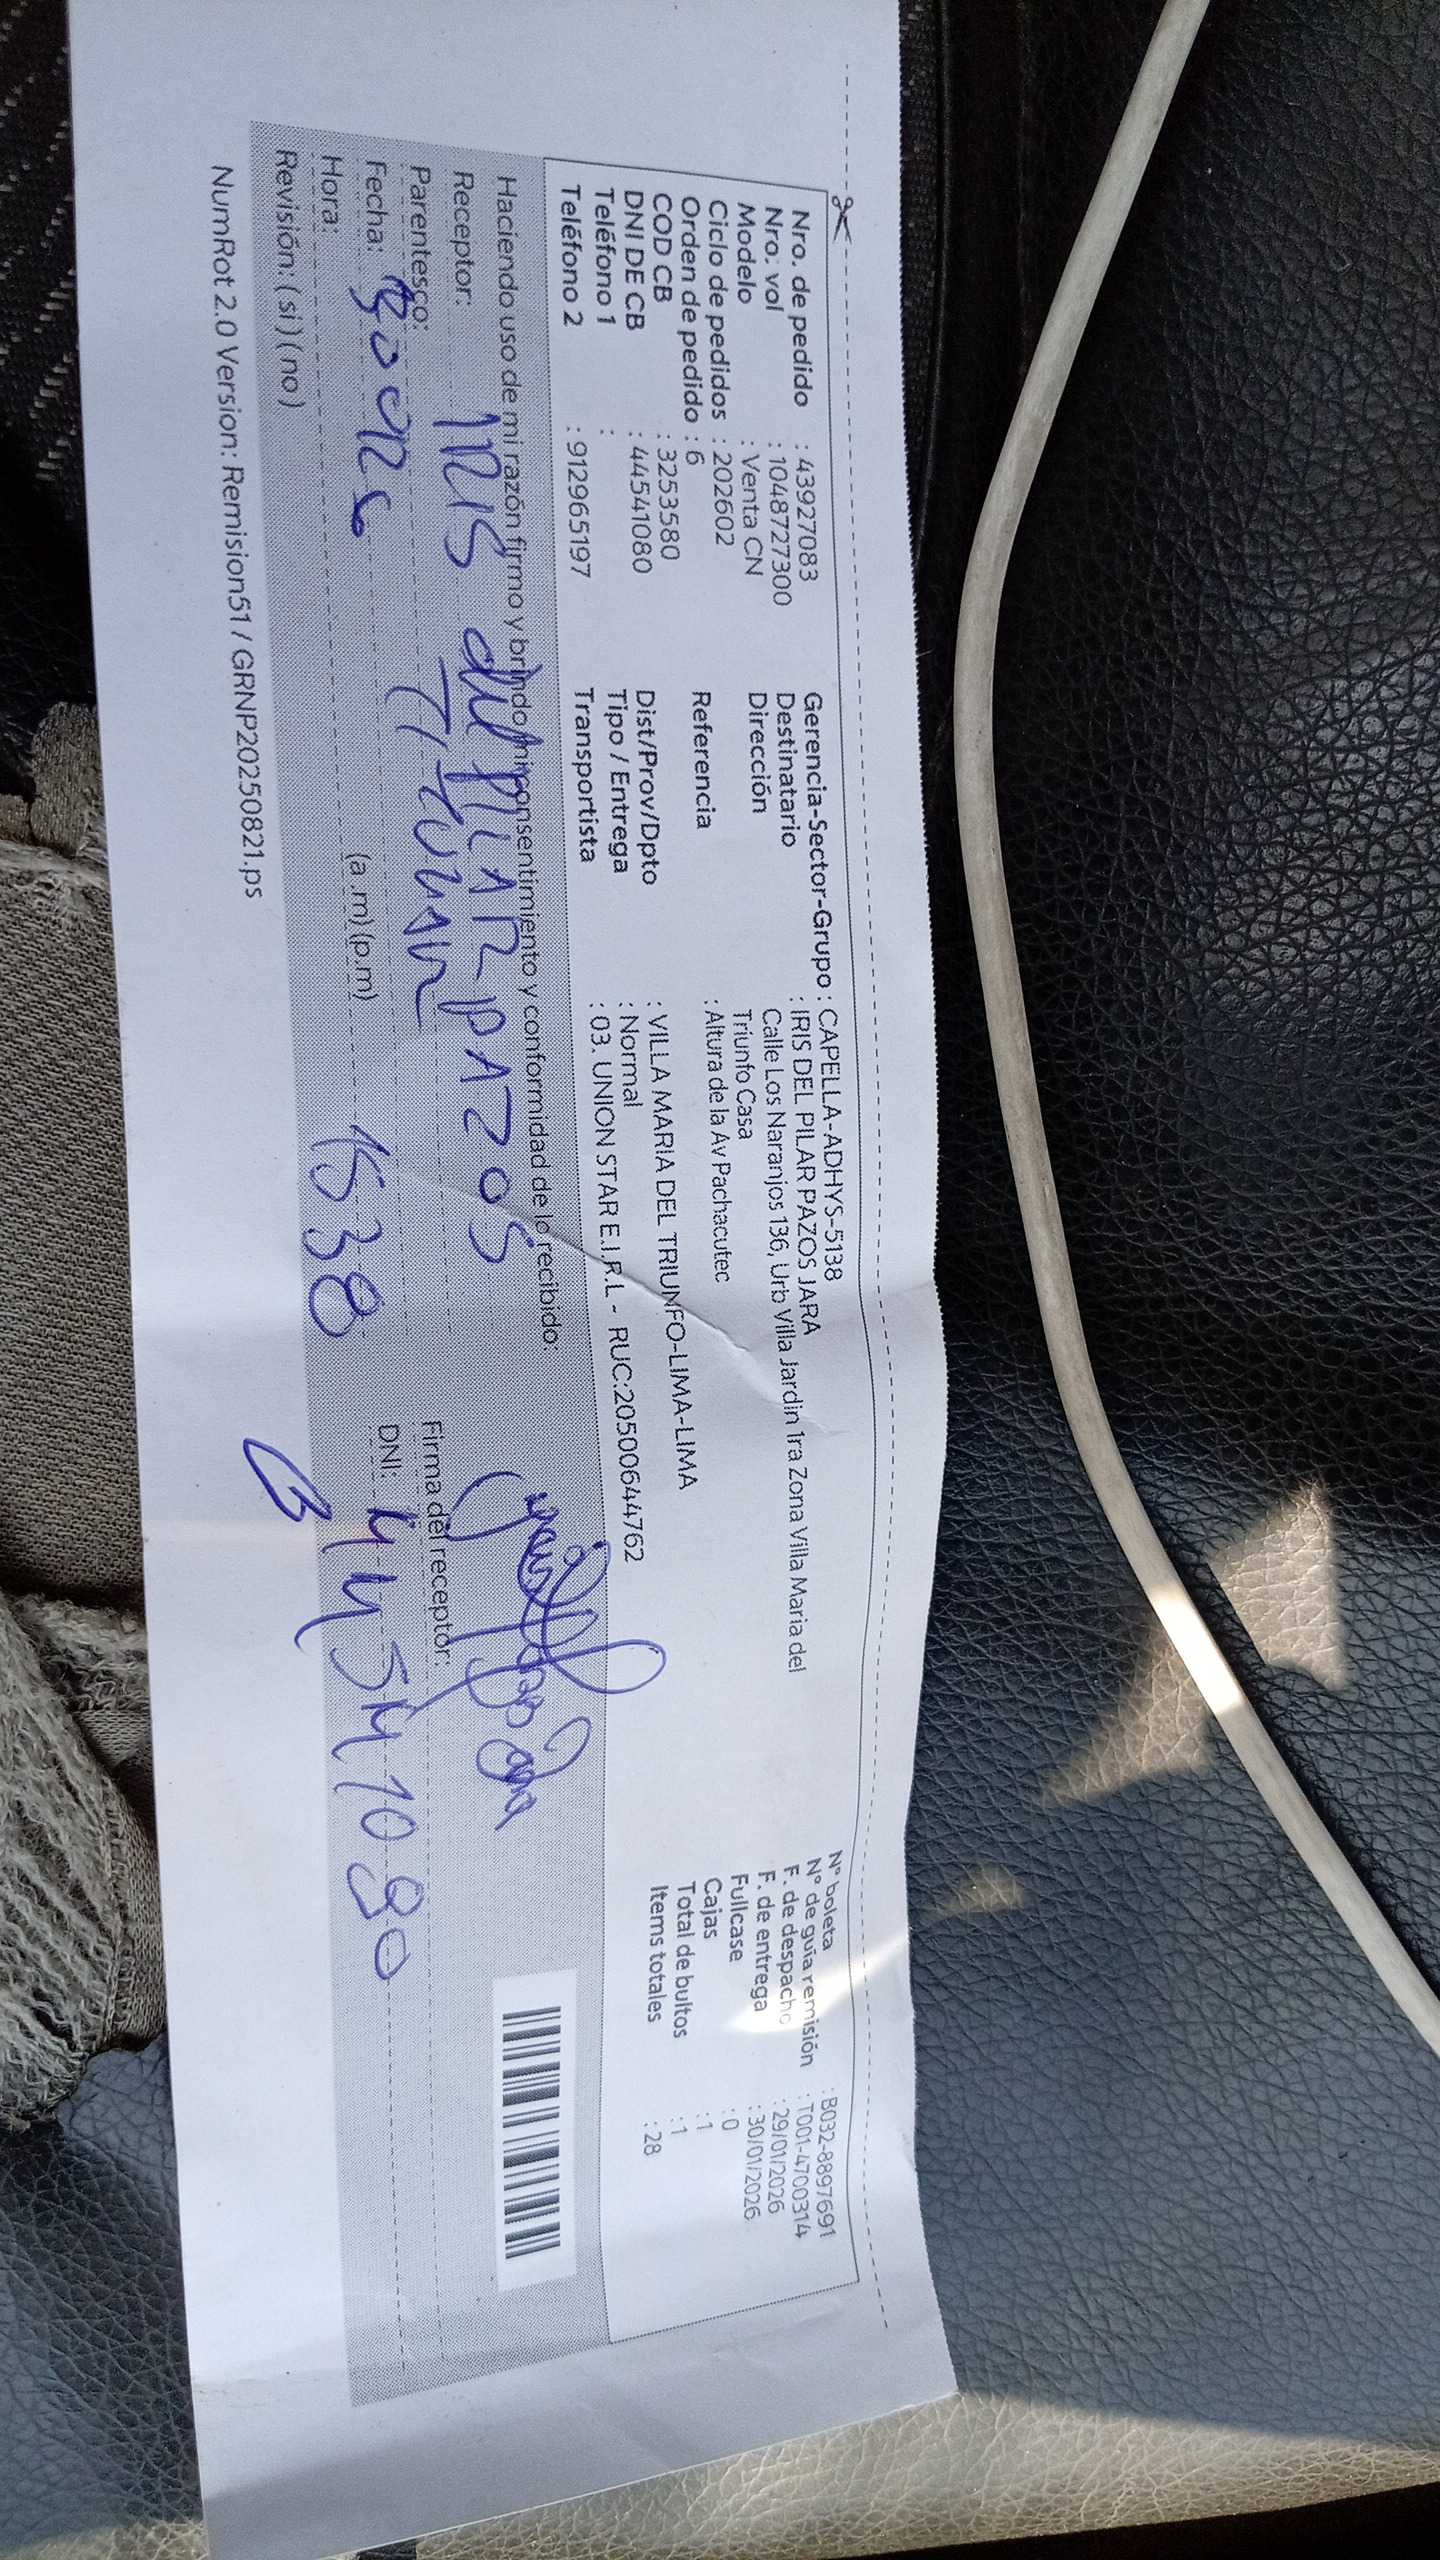 Nro. de pedido : 43927083
Nro. vol : 1048727300
Modelo : Venta CN
Ciclo de pedidos : 202602
Orden de pedido : 6
COD CB : 3253580
DNI DE CB : 44541080
Teléfono 1 :
Teléfono 2 : 912965197
Gerencia-Sector-Grupo : CAPELLA-ADHYS-5138
Destinatario : IRIS DEL PILAR PAZOS JARA
Dirección Calle Los Naranjos 136, Urb Villa Jardin 1ra Zona Villa Maria del
Triunfo Casa
Referencia : Altura de la Av Pachacutec
Dist/Prov/Dpto : VILLA MARIA DEL TRIUNFO-LIMA-LIMA
Tipo / Entrega : Normal
Transportista : 03. UNION STAR E.I.R.L - RUC:20500644762
N° boleta : B032-8897691
N° de guía remisión : T001-4700314
F. de despacho : 29/01/2026
F. de entrega : 30/01/2026
Fullcase : 0
Cajas : 1
Total de bultos : 1
Items totales : 28
Haciendo uso de mi razón firmo y brindo mi consentimiento y conformidad de lo recibido:
Receptor: IRIS del PILAR PAZOS
Parentesco: TITULAR
Fecha:
Hora: (a .m) (p.m) 15 38
Revisión: ( si ) ( no )
Firma del receptor:
DNI: 44541080
NumRot 2.0 Version: Remision51 / GRNP20250821.ps